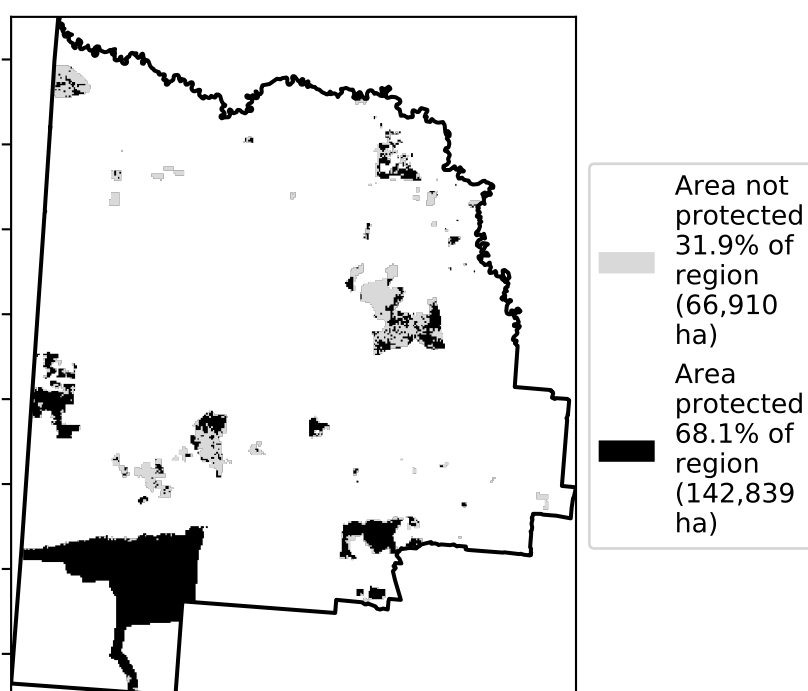 Area not
protected
31.9% of
region
(66,910
ha)
Area
protected
68.1% of
region
(142,839
ha)